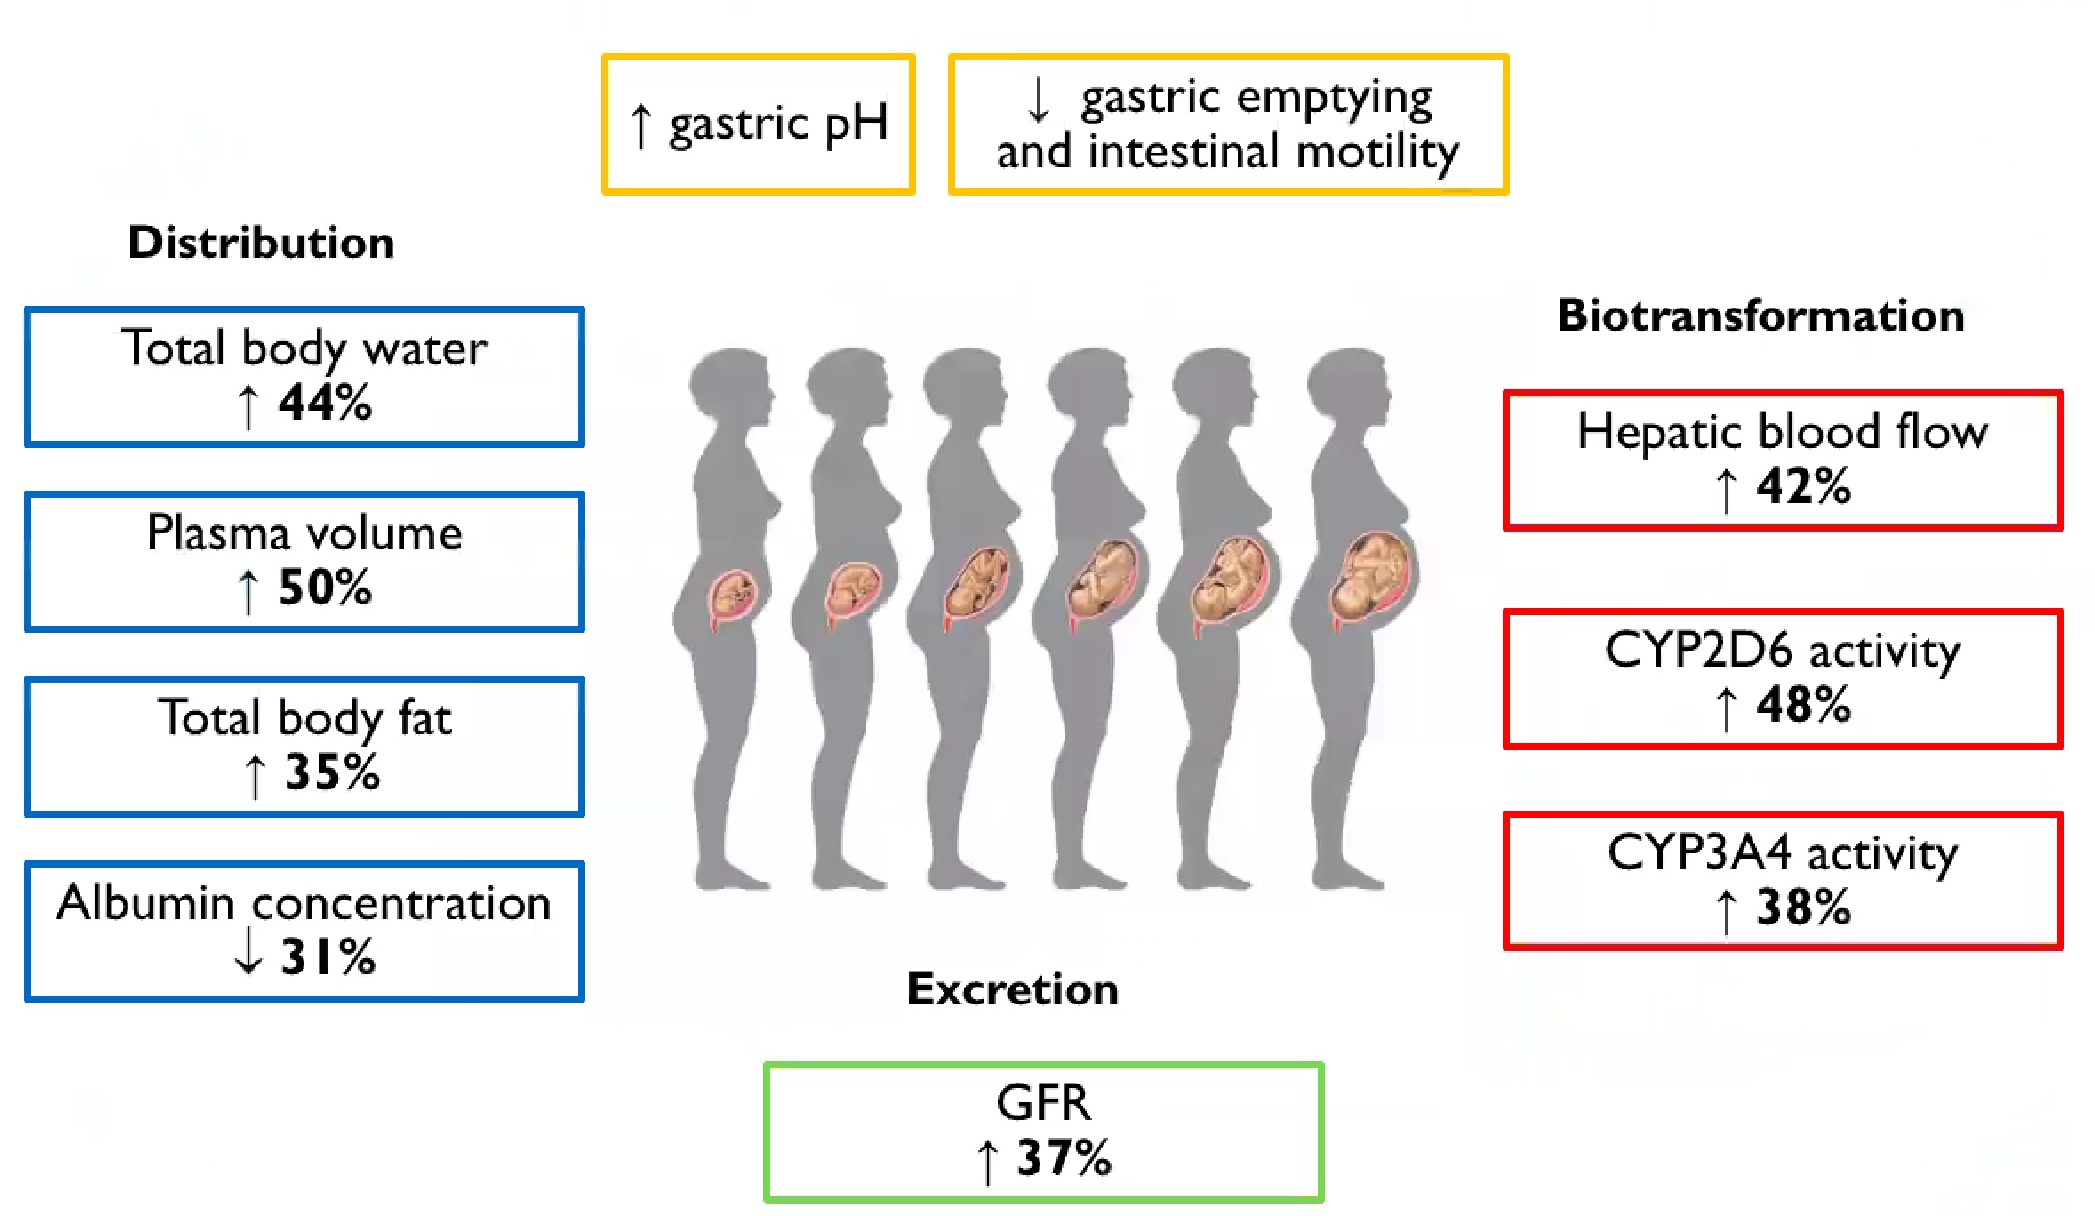 ↑ gastric pH
↓ gastric emptying
and intestinal motility
Distribution
Total body water
↑ 44%
Plasma volume
↑ 50%
Total body fat
↑ 35%
Albumin concentration
↓ 31%
Biotransformation
Hepatic blood flow
↑ 42%
CYP2D6 activity
↑ 48%
CYP3A4 activity
↑ 38%
Excretion
GFR
↑ 37%